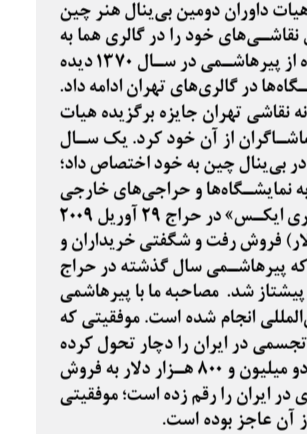 هیات داوران دومین بی‌ینال هنر چین
نقاشی‌های خود را در گالری هما به
از پیرهاشمی در سال ۱۳۷۰ دیده
گاه‌ها در گالری‌های تهران ادامه داد.
نه نقاشی تهران جایزه برگزیده هیات
ماشاگران از آن خود کرد. یک سال
در بی‌ینال چین به خود اختصاص داد؛
به نمایشگاه‌ها و حراجی‌های خارجی
ری ایکس» در حراج ۲۹ آوریل ۲۰۰۹
لار) فروش رفت و شگفتی خریداران و
که پیرهاشمی سال گذشته در حراج
پیشتاز شد. مصاحبه ما با پیرهاشمی
المللی انجام شده است. موفقیتی که
تجسمی در ایران را دچار تحول کرده
دو میلیون و ۸۰۰ هزار دلار به فروش
ی در ایران را رقم زده است؛ موفقیتی
ز آن عاجز بوده است.